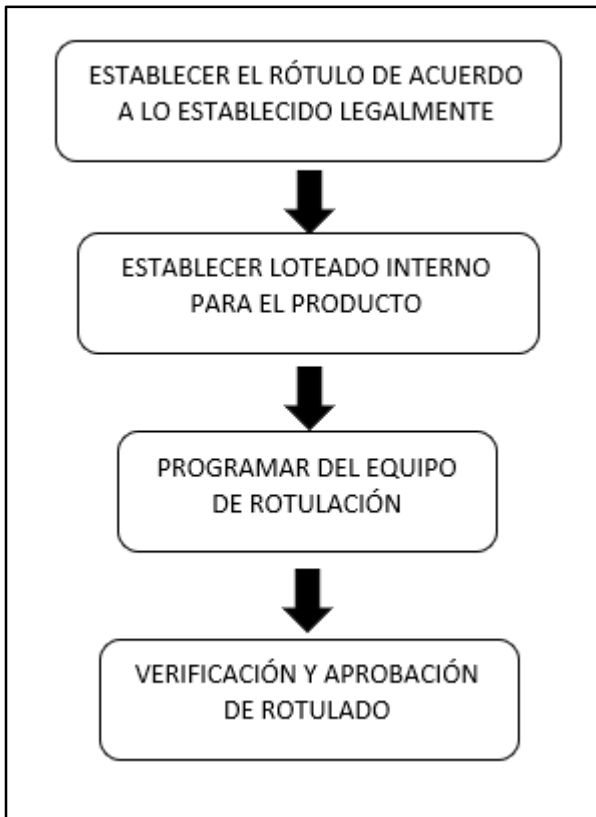 ESTABLECER EL RÓTULO DE ACUERDO
A LO ESTABLECIDO LEGALMENTE
ESTABLECER LOTEADO INTERNO
PARA EL PRODUCTO
PROGRAMAR DEL EQUIPO
DE ROTULACIÓN
VERIFICACIÓN Y APROBACIÓN
DE ROTULADO